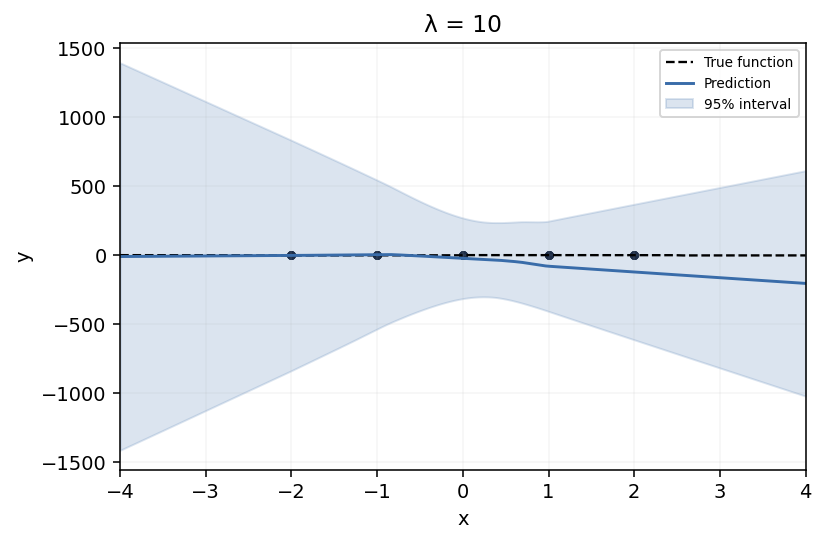 λ = 10
True function
Prediction
95% interval
y
1500
1000
500
0
−500
−1000
−1500
−4 −3 −2 −1 0 1 2 3 4
x